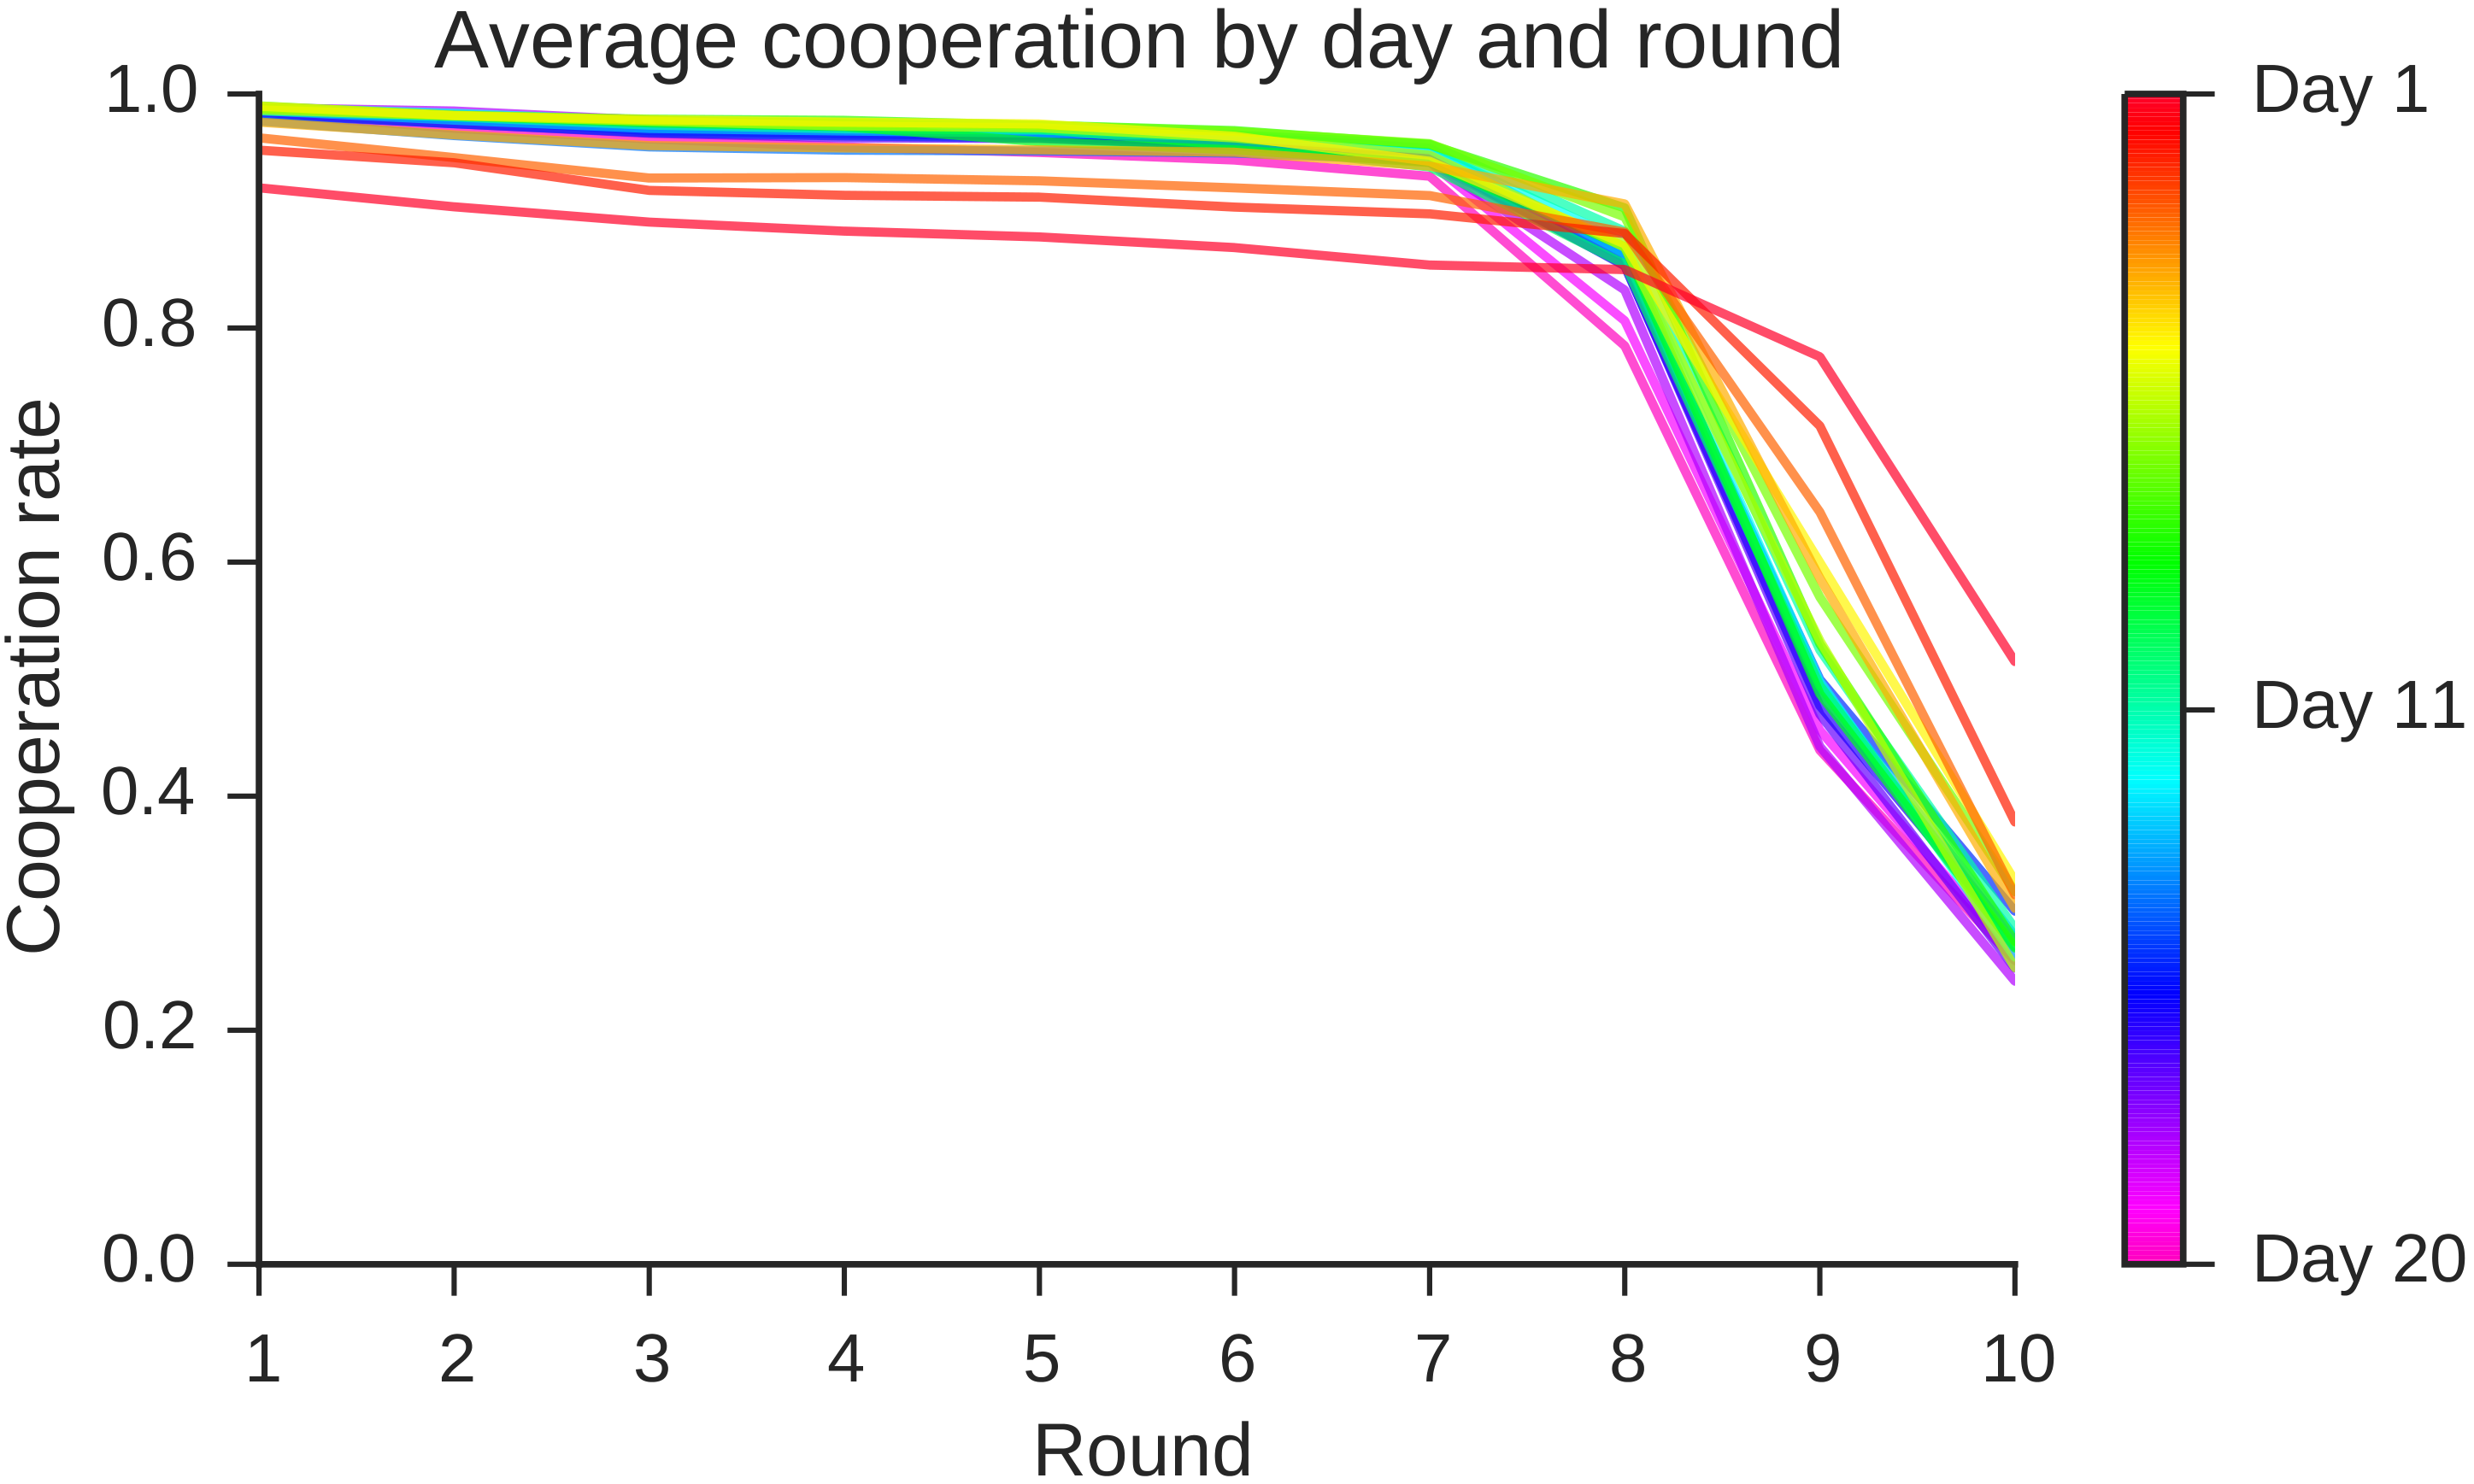 Average cooperation by day and round
Cooperation rate
1.0
0.8
0.6
0.4
0.2
0.0
1 2 3 4 5 6 7 8 9 10
Round
Day 1
Day 11
Day 20